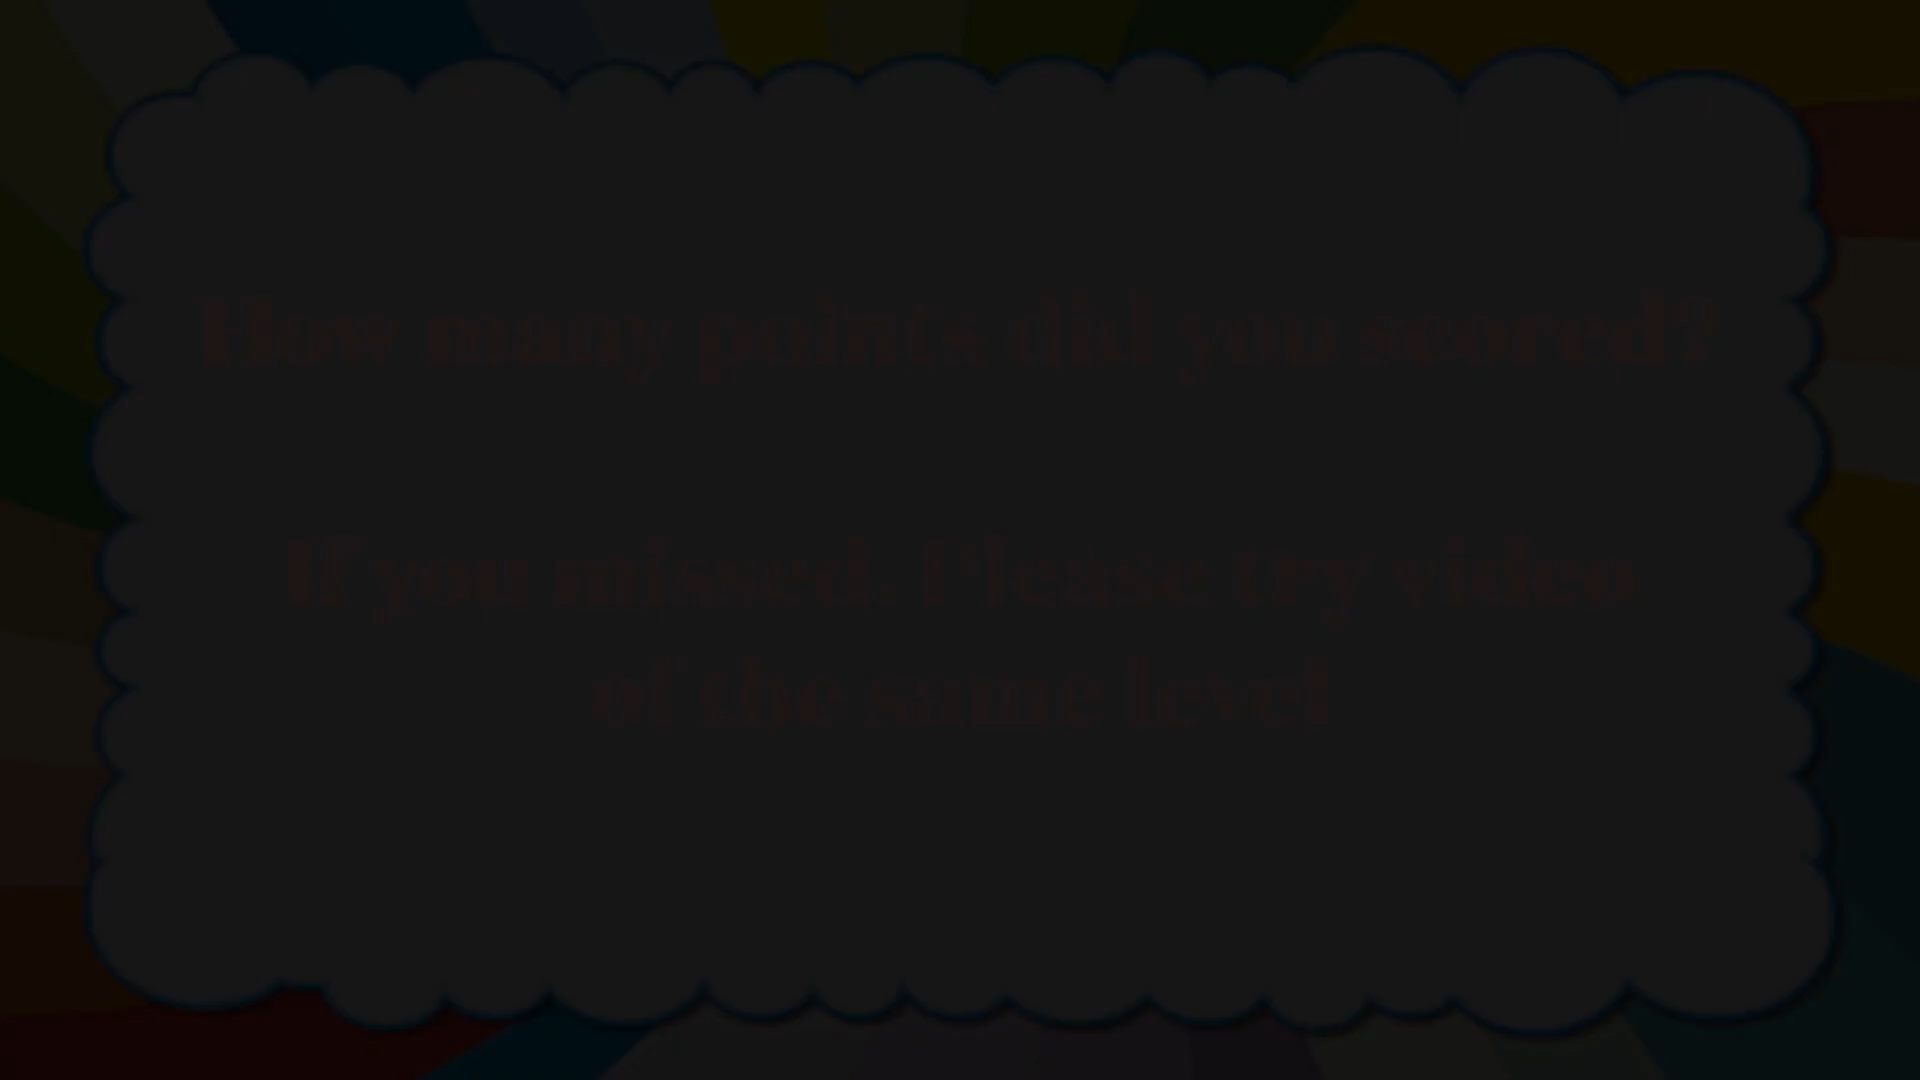 How many points did you scored?
If you missed. Please try video
of the same level